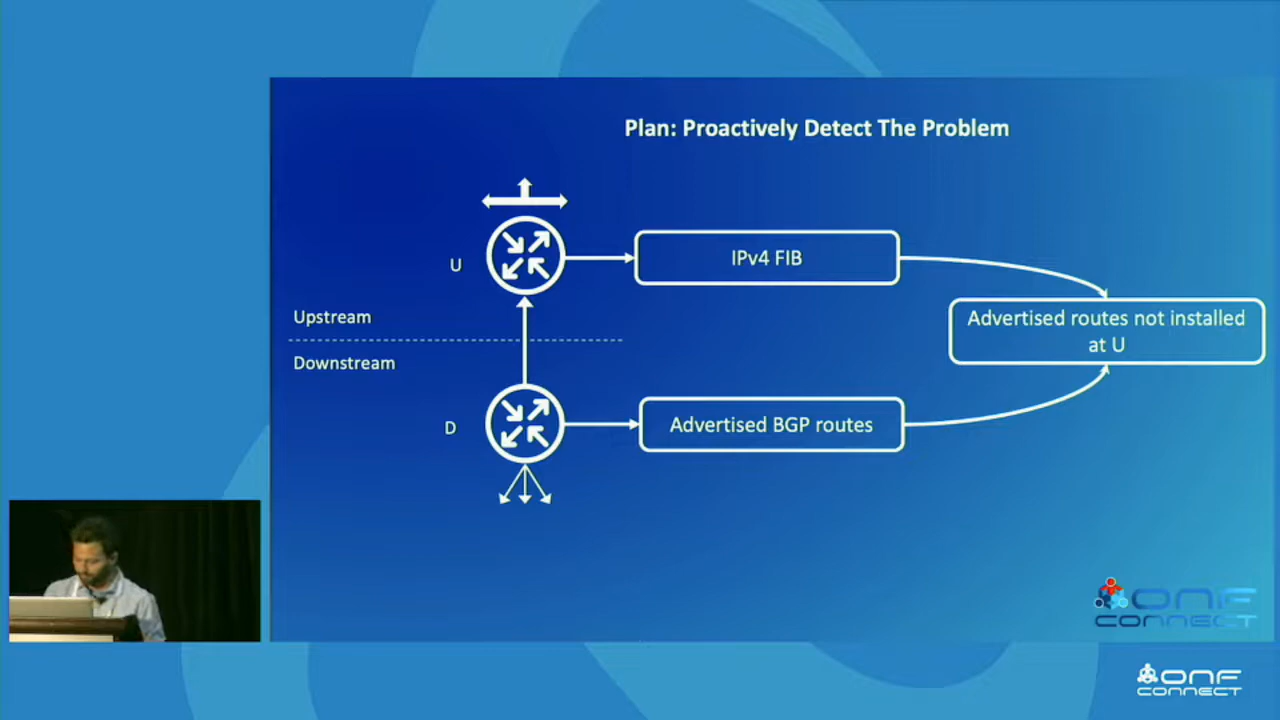 Plan: Proactively Detect The Problem
U
IPv4 FIB
Upstream
Advertised routes not installed
at U
Downstream
D
Advertised BGP routes
ONF
CONNECT
ONF
CONNECT